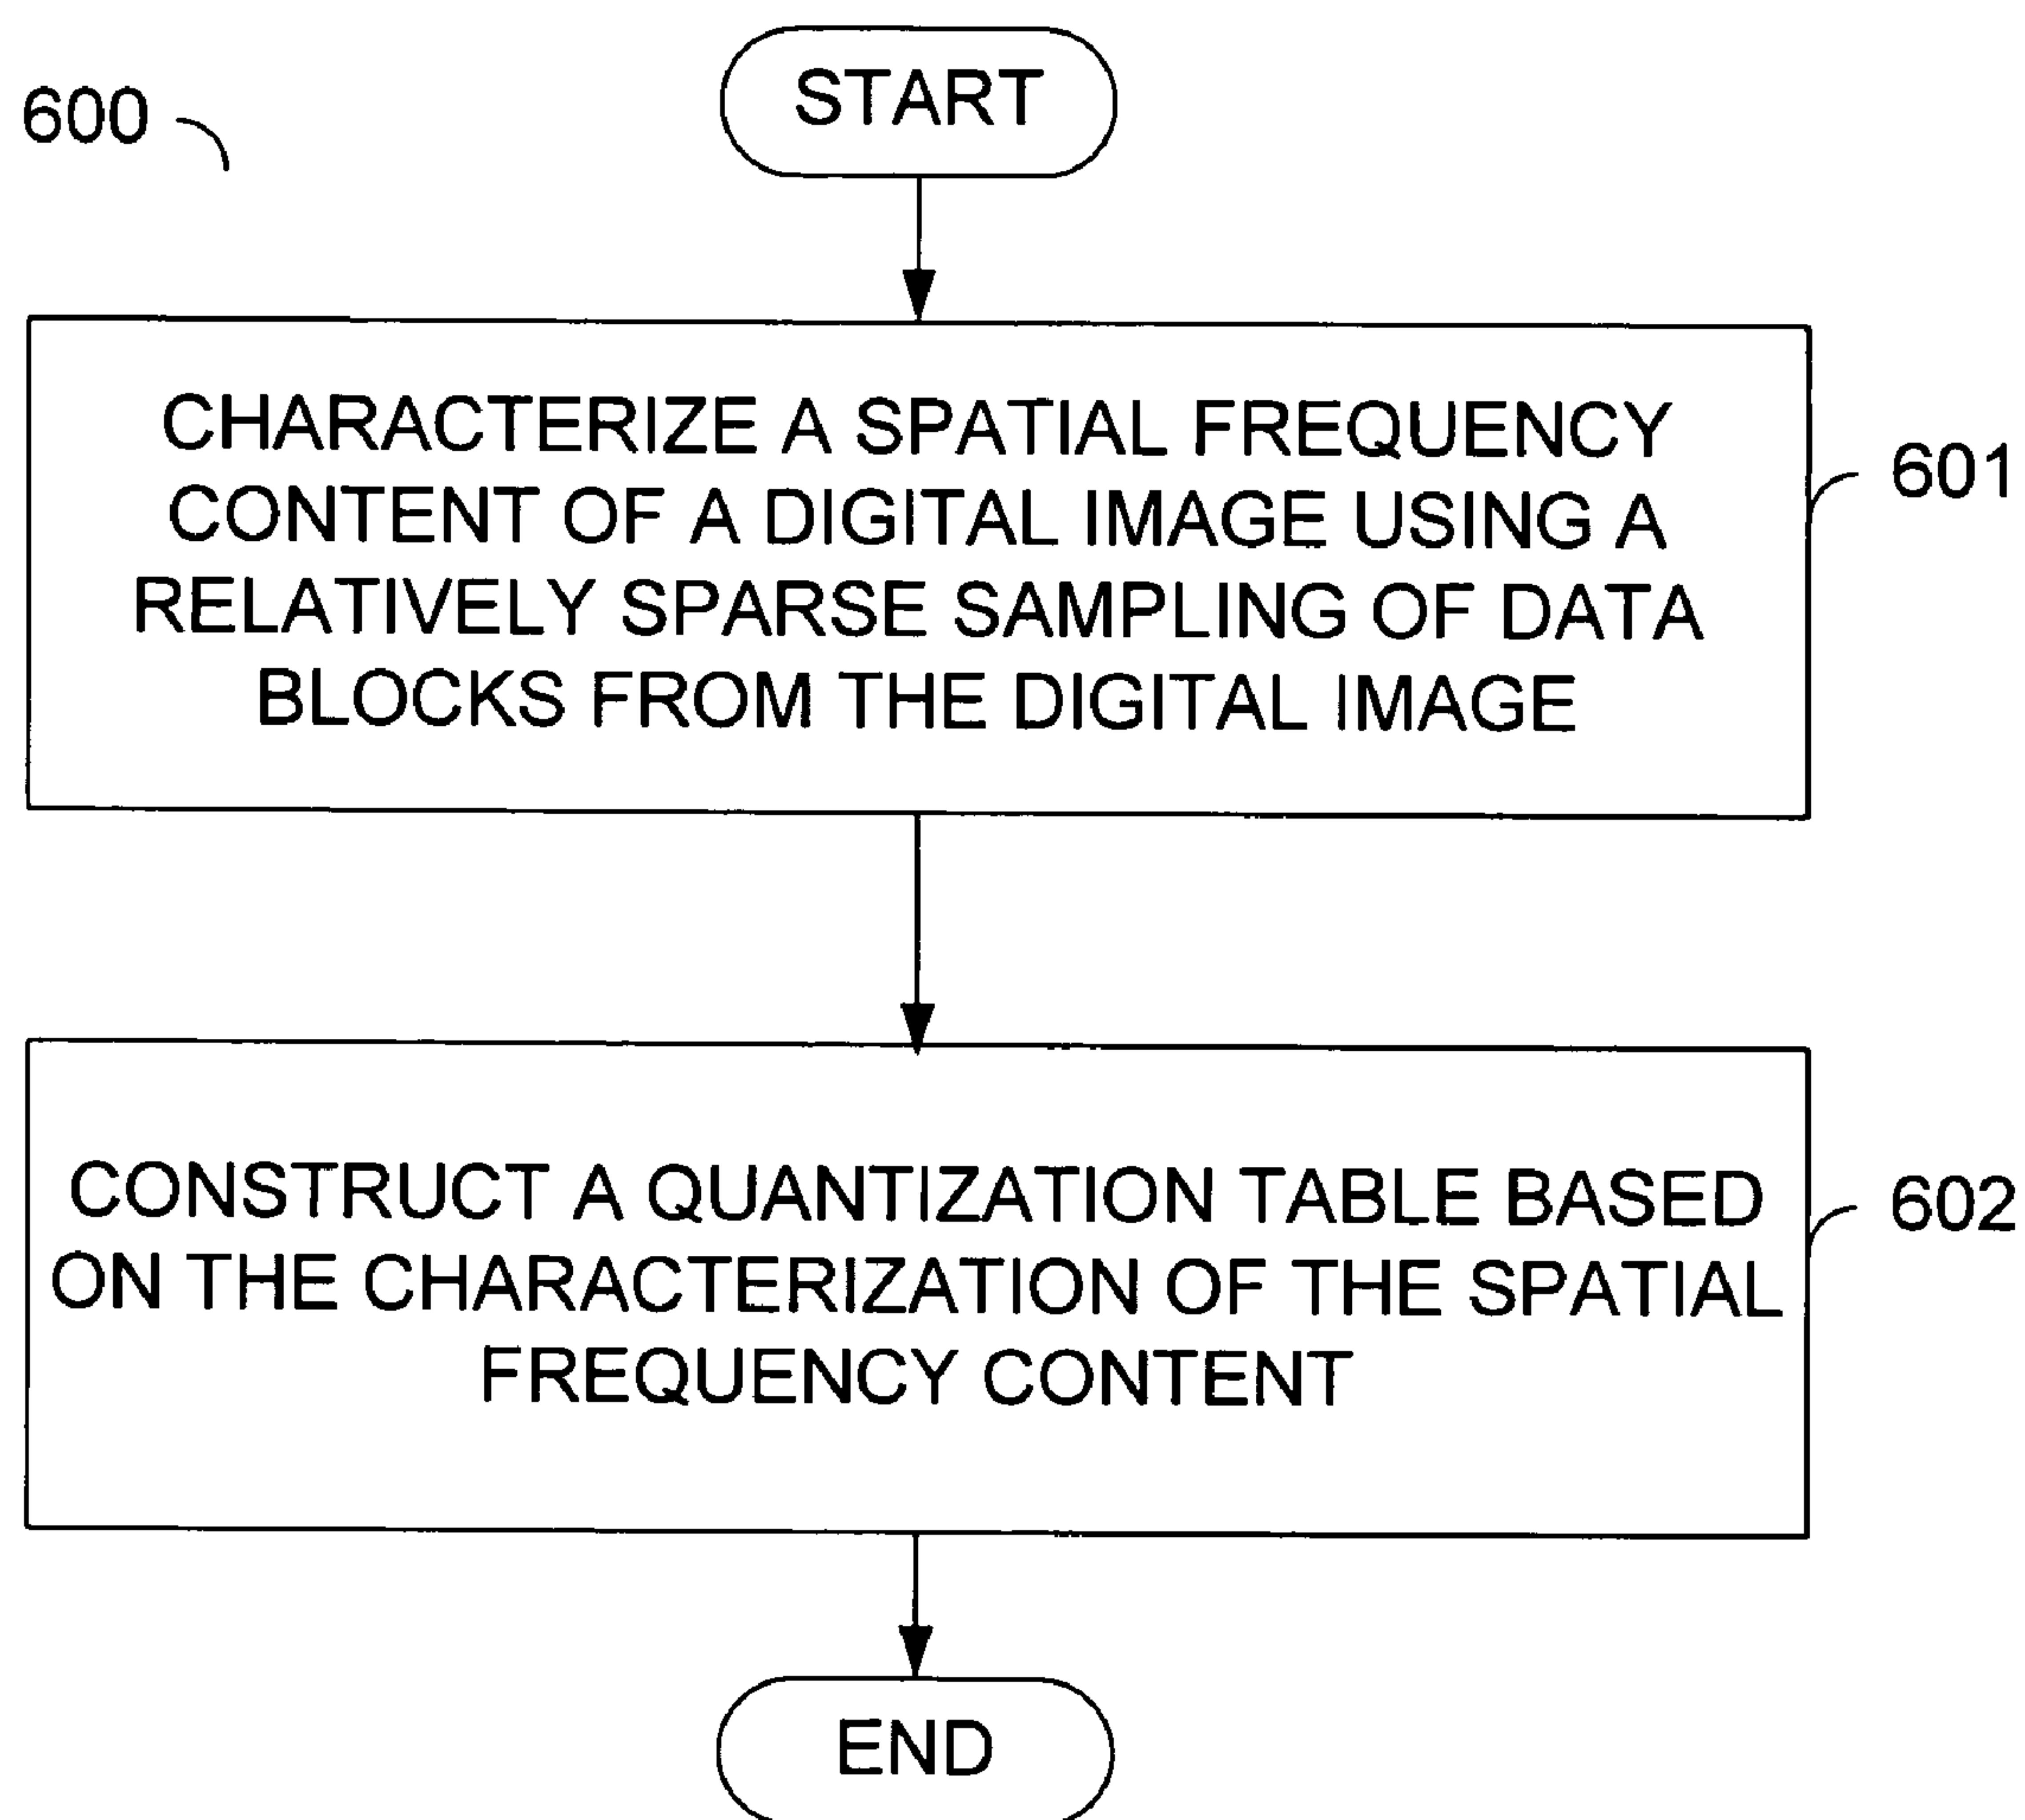 600
START
CHARACTERIZE A SPATIAL FREQUENCY
CONTENT OF A DIGITAL IMAGE USING A
RELATIVELY SPARSE SAMPLING OF DATA
BLOCKS FROM THE DIGITAL IMAGE
601
CONSTRUCT A QUANTIZATION TABLE BASED
ON THE CHARACTERIZATION OF THE SPATIAL
FREQUENCY CONTENT
602
END